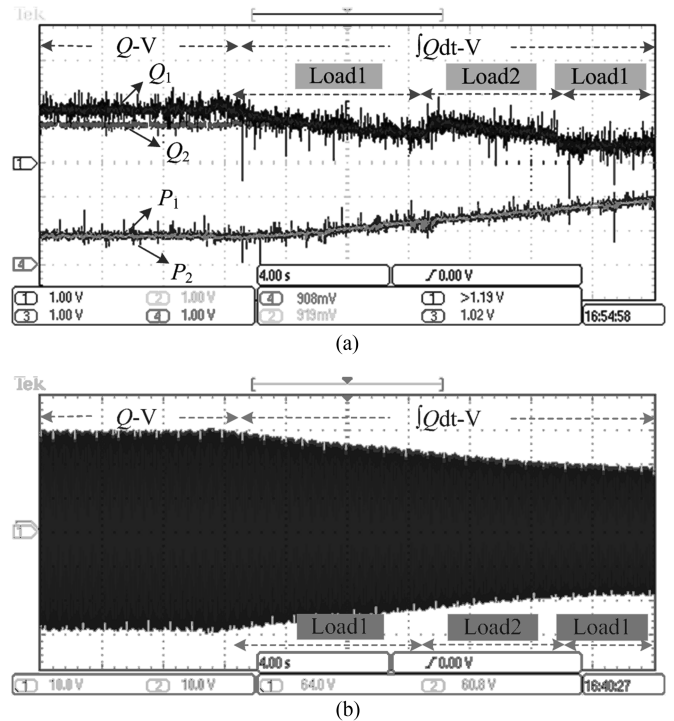 Tek
Q-V ∫Qdt-V
Q1 Load1 Load2 Load1
1
Q2
P1
4
P2
4.00 s /0.00 V
1 1.00 V 2 1.00 V 4 908mV 1 >1.19 V
3 1.00 V 4 1.00 V 2 919mV 3 1.02 V 16:54:58
(a)
Tek
Q-V ∫Qdt-V
1
Load1 Load2 Load1
4.00 s /0.00 V
1 10.0 V 2 10.0 V 1 64.0 V 2 60.8 V 16:40:27
(b)